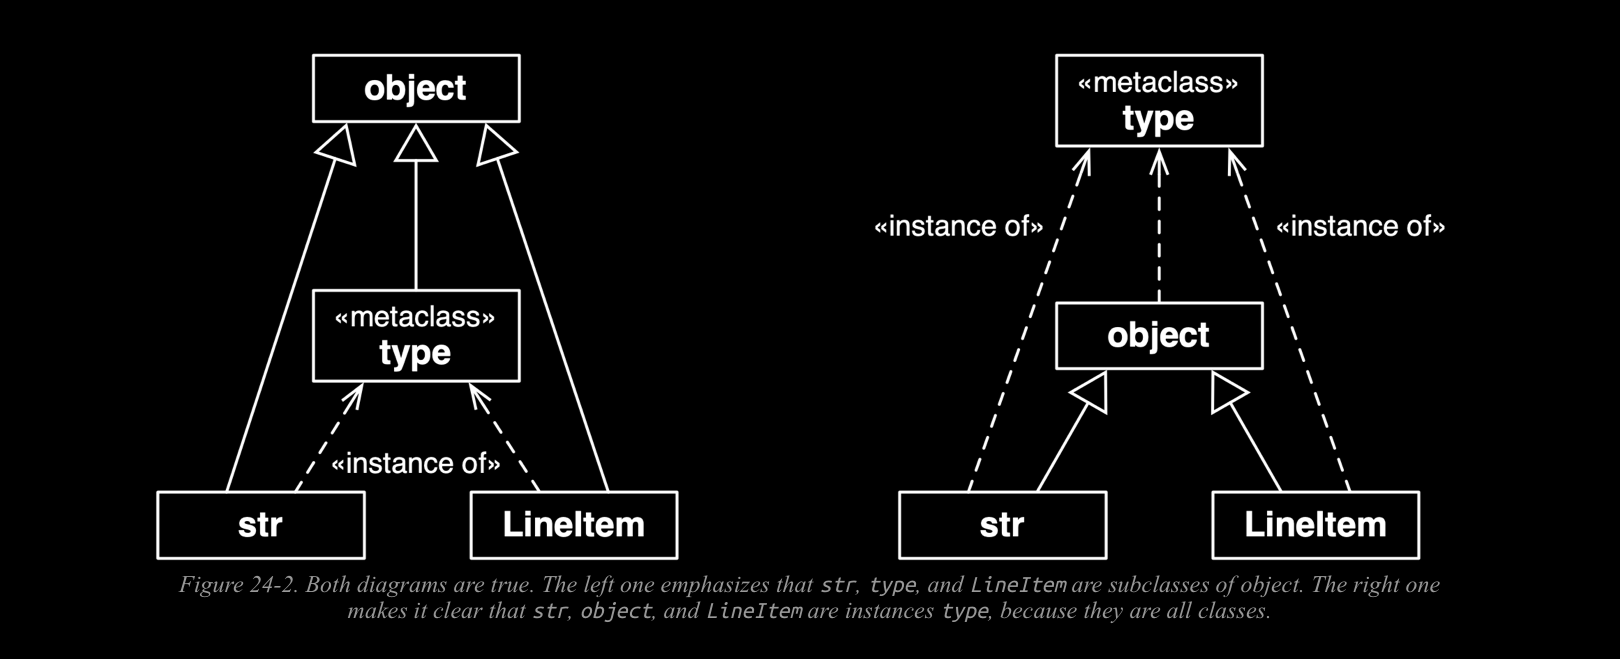 object
«metaclass»
type
«instance of»
str
LineItem
«metaclass»
type
«instance of»
«instance of»
object
str
LineItem
Figure 24-2. Both diagrams are true. The left one emphasizes that str, type, and LineItem are subclasses of object. The right one
makes it clear that str, object, and LineItem are instances type, because they are all classes.